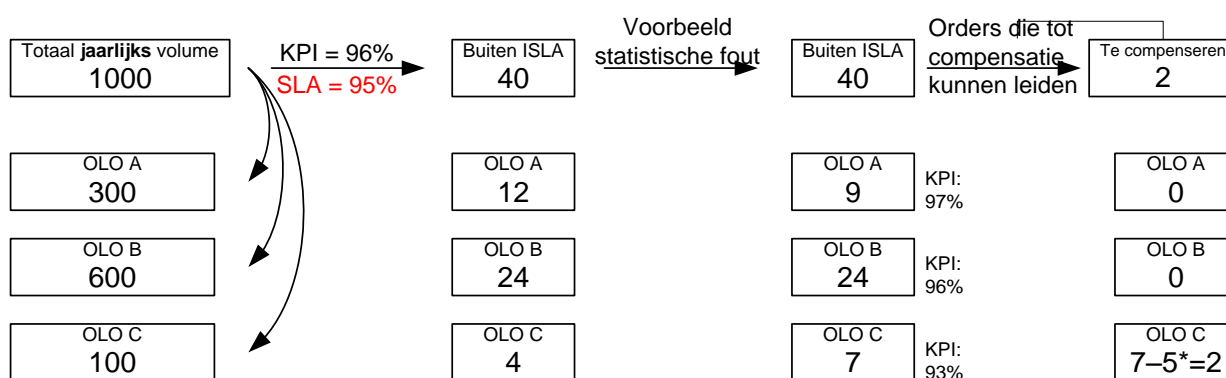 Totaal jaarlijks volume
1000
KPI = 96%
SLA = 95%
Buiten ISLA
40
Voorbeeld
statistische fout
Buiten ISLA
40
Orders die tot
compensatie
kunnen leiden
Te compenseren
2
OLO A
300
OLO A
12
OLO A
9
KPI:
97%
OLO A
0
OLO B
600
OLO B
24
OLO B
24
KPI:
96%
OLO B
0
OLO C
100
OLO C
4
OLO C
7
KPI:
93%
OLO C
7–5*=2